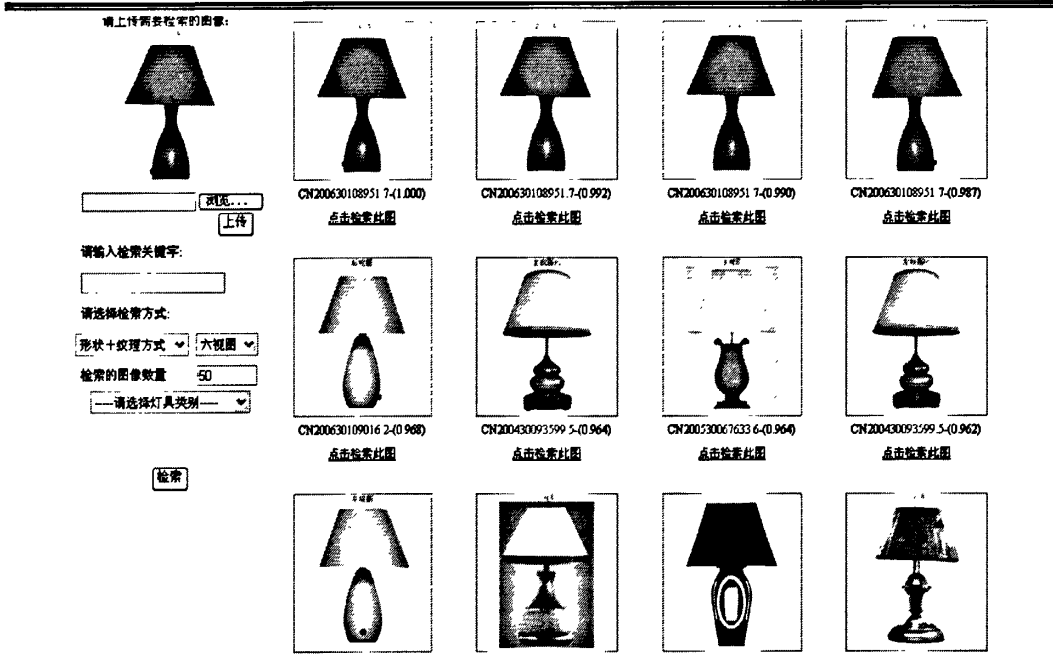 请上传需要检索的图像:
浏览...
上传
请输入检索关键字:
请选择检索方式:
形状+纹理方式 六视图
检索的图像数量 50
----请选择灯具类别----
检索
CN200630108951 7-(1.000)
点击检索此图
CN200630108951.7-(0.992)
点击检索此图
CN200630108951 7-(0.990)
点击检索此图
CN200630108951 7-(0.987)
点击检索此图
CN200630109016 2-(0.968)
点击检索此图
CN200430093599 5-(0.964)
点击检索此图
CN200530067633 6-(0.964)
点击检索此图
CN200430093599.5-(0.962)
点击检索此图